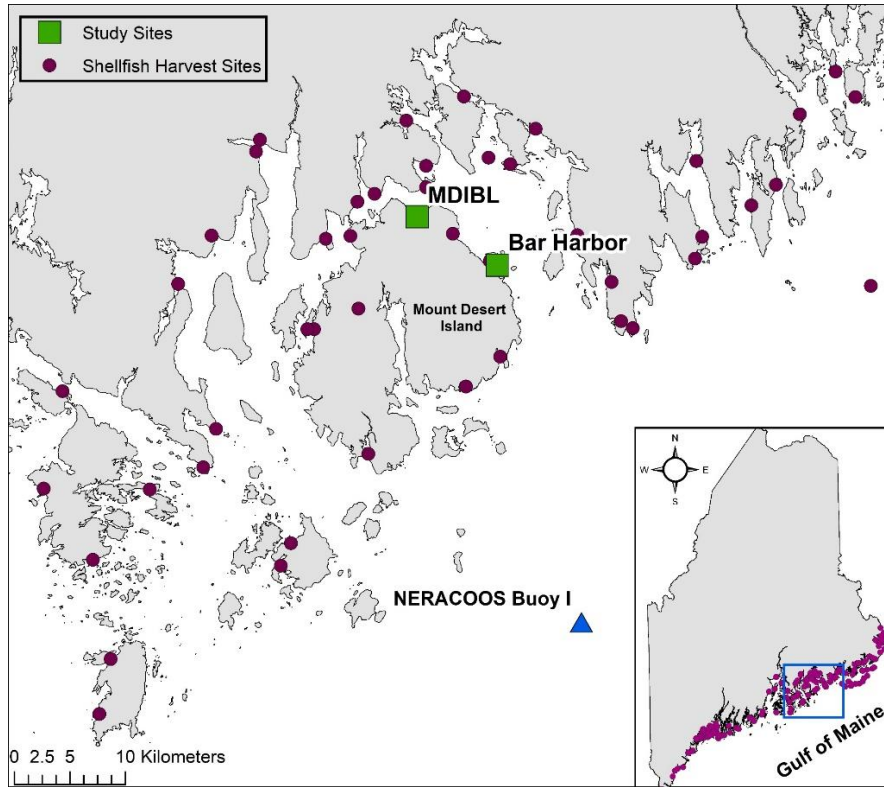 Study Sites
Shellfish Harvest Sites
MDIBL
Bar Harbor
Mount Desert
Island
NERACOOS Buoy I
N
W E
S
Gulf of Maine
0 2.5 5 10 Kilometers